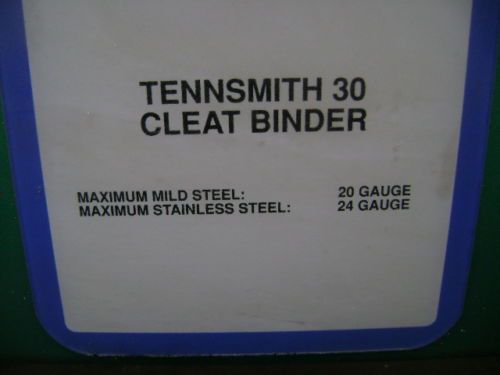 TENNSMITH 30
CLEAT BINDER
MAXIMUM MILD STEEL: 20 GAUGE
MAXIMUM STAINLESS STEEL: 24 GAUGE